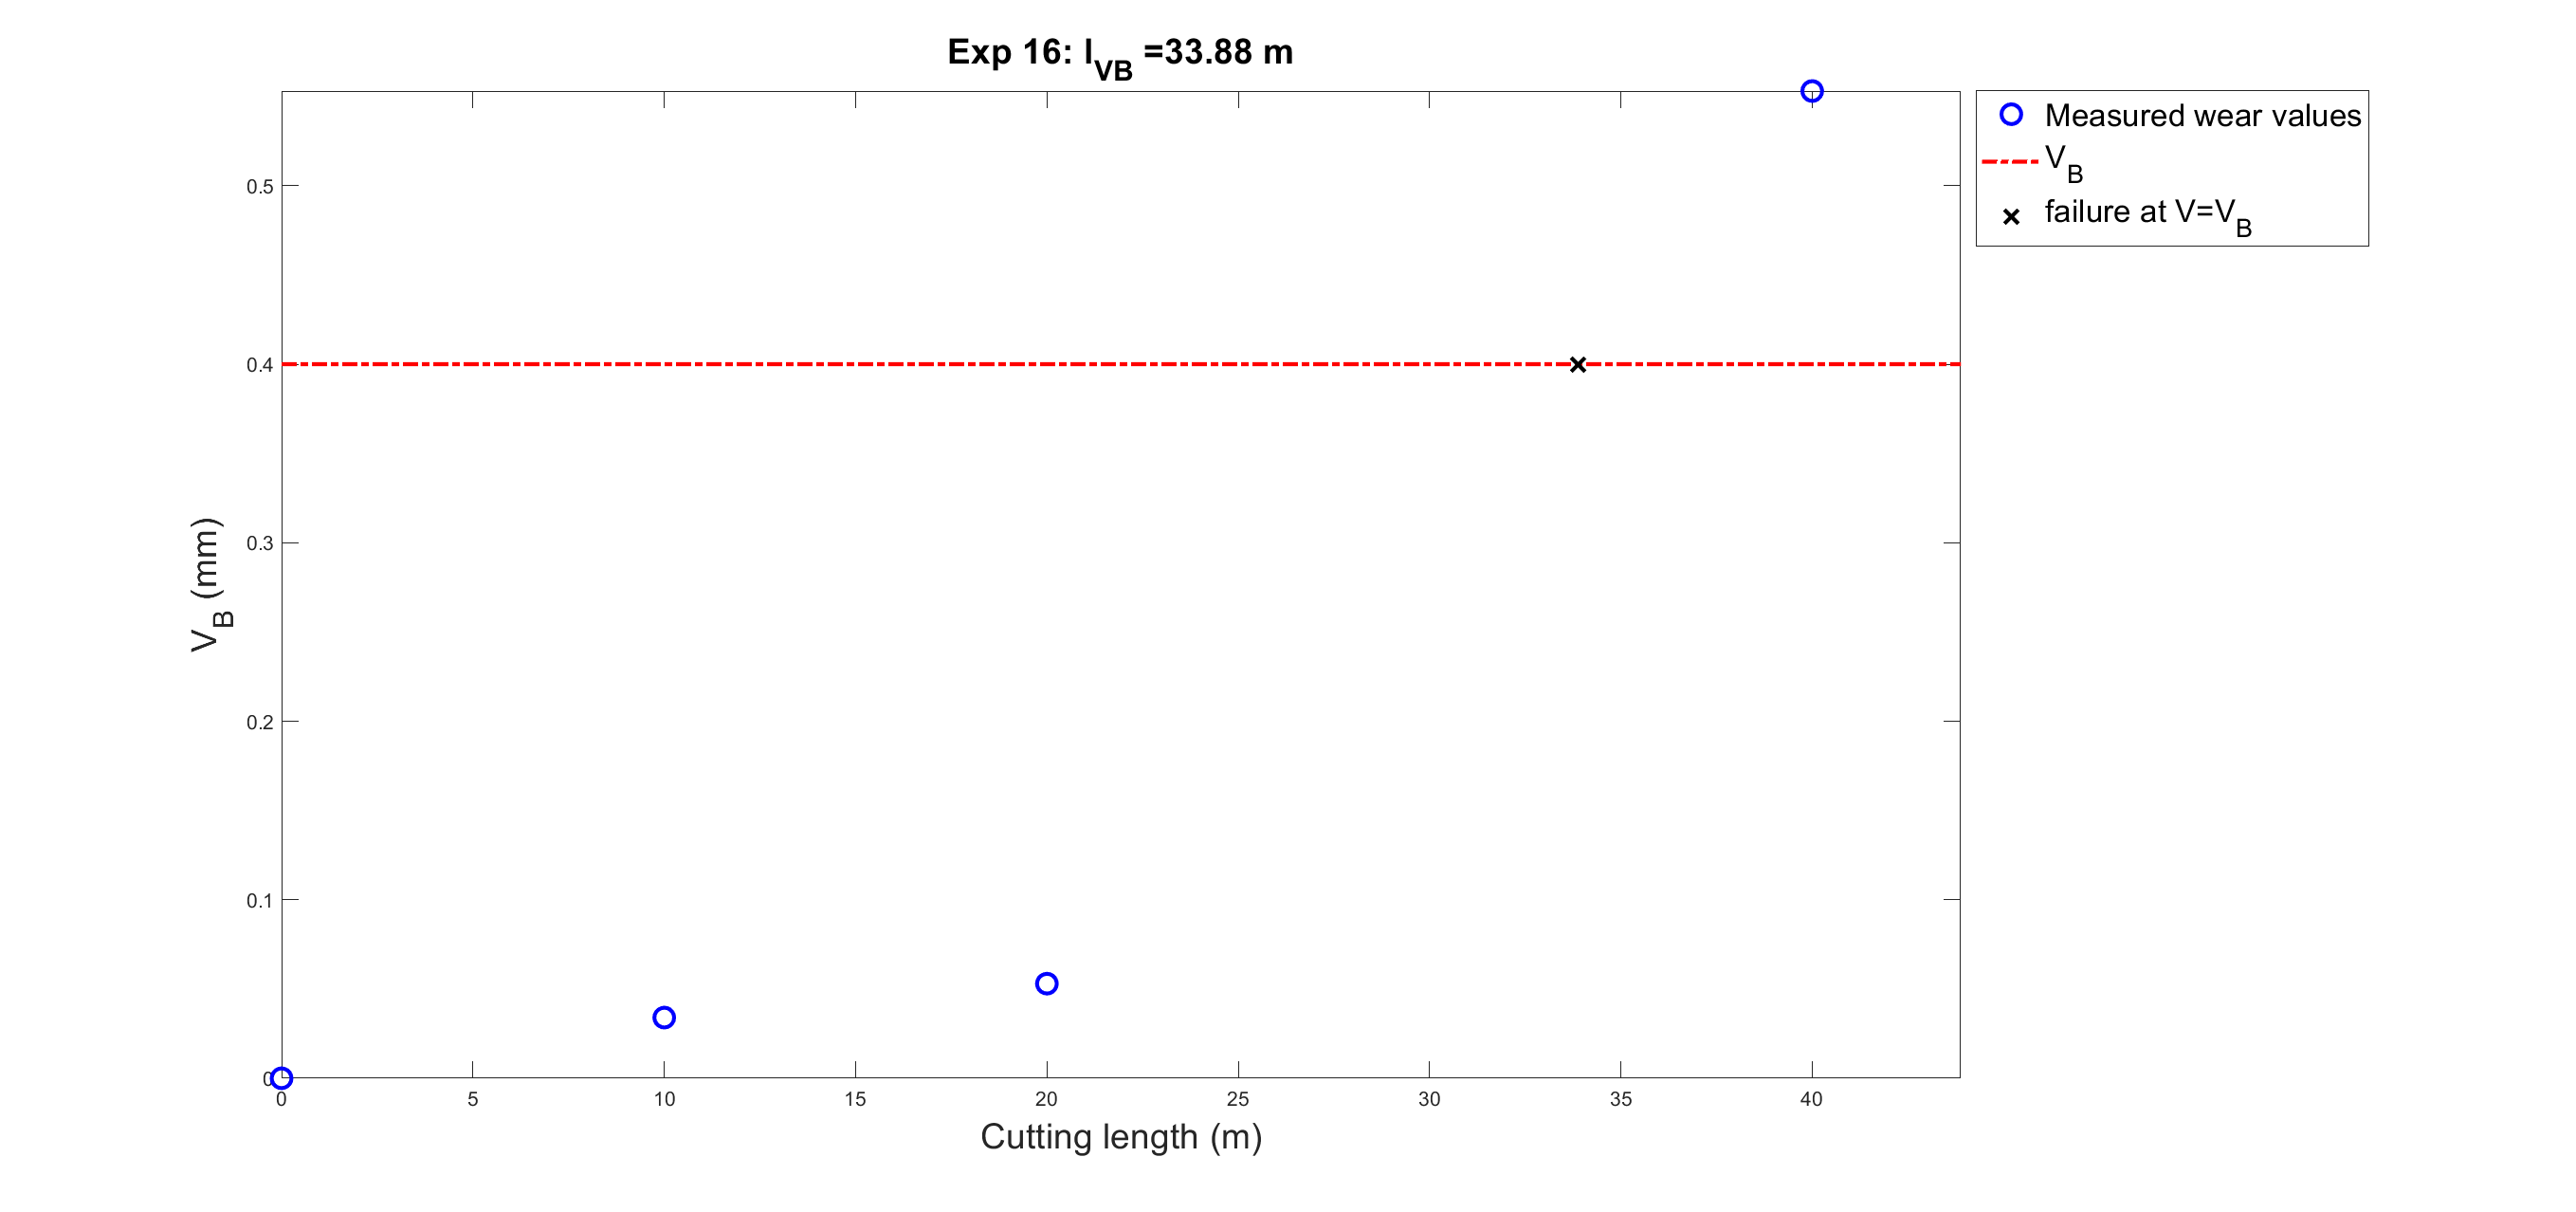 Exp 16: l_VB =33.88 m
Measured wear values
V_B
failure at V=V_B
V_B (mm)
0.5
0.4
0.3
0.2
0.1
0
0 5 10 15 20 25 30 35 40
Cutting length (m)